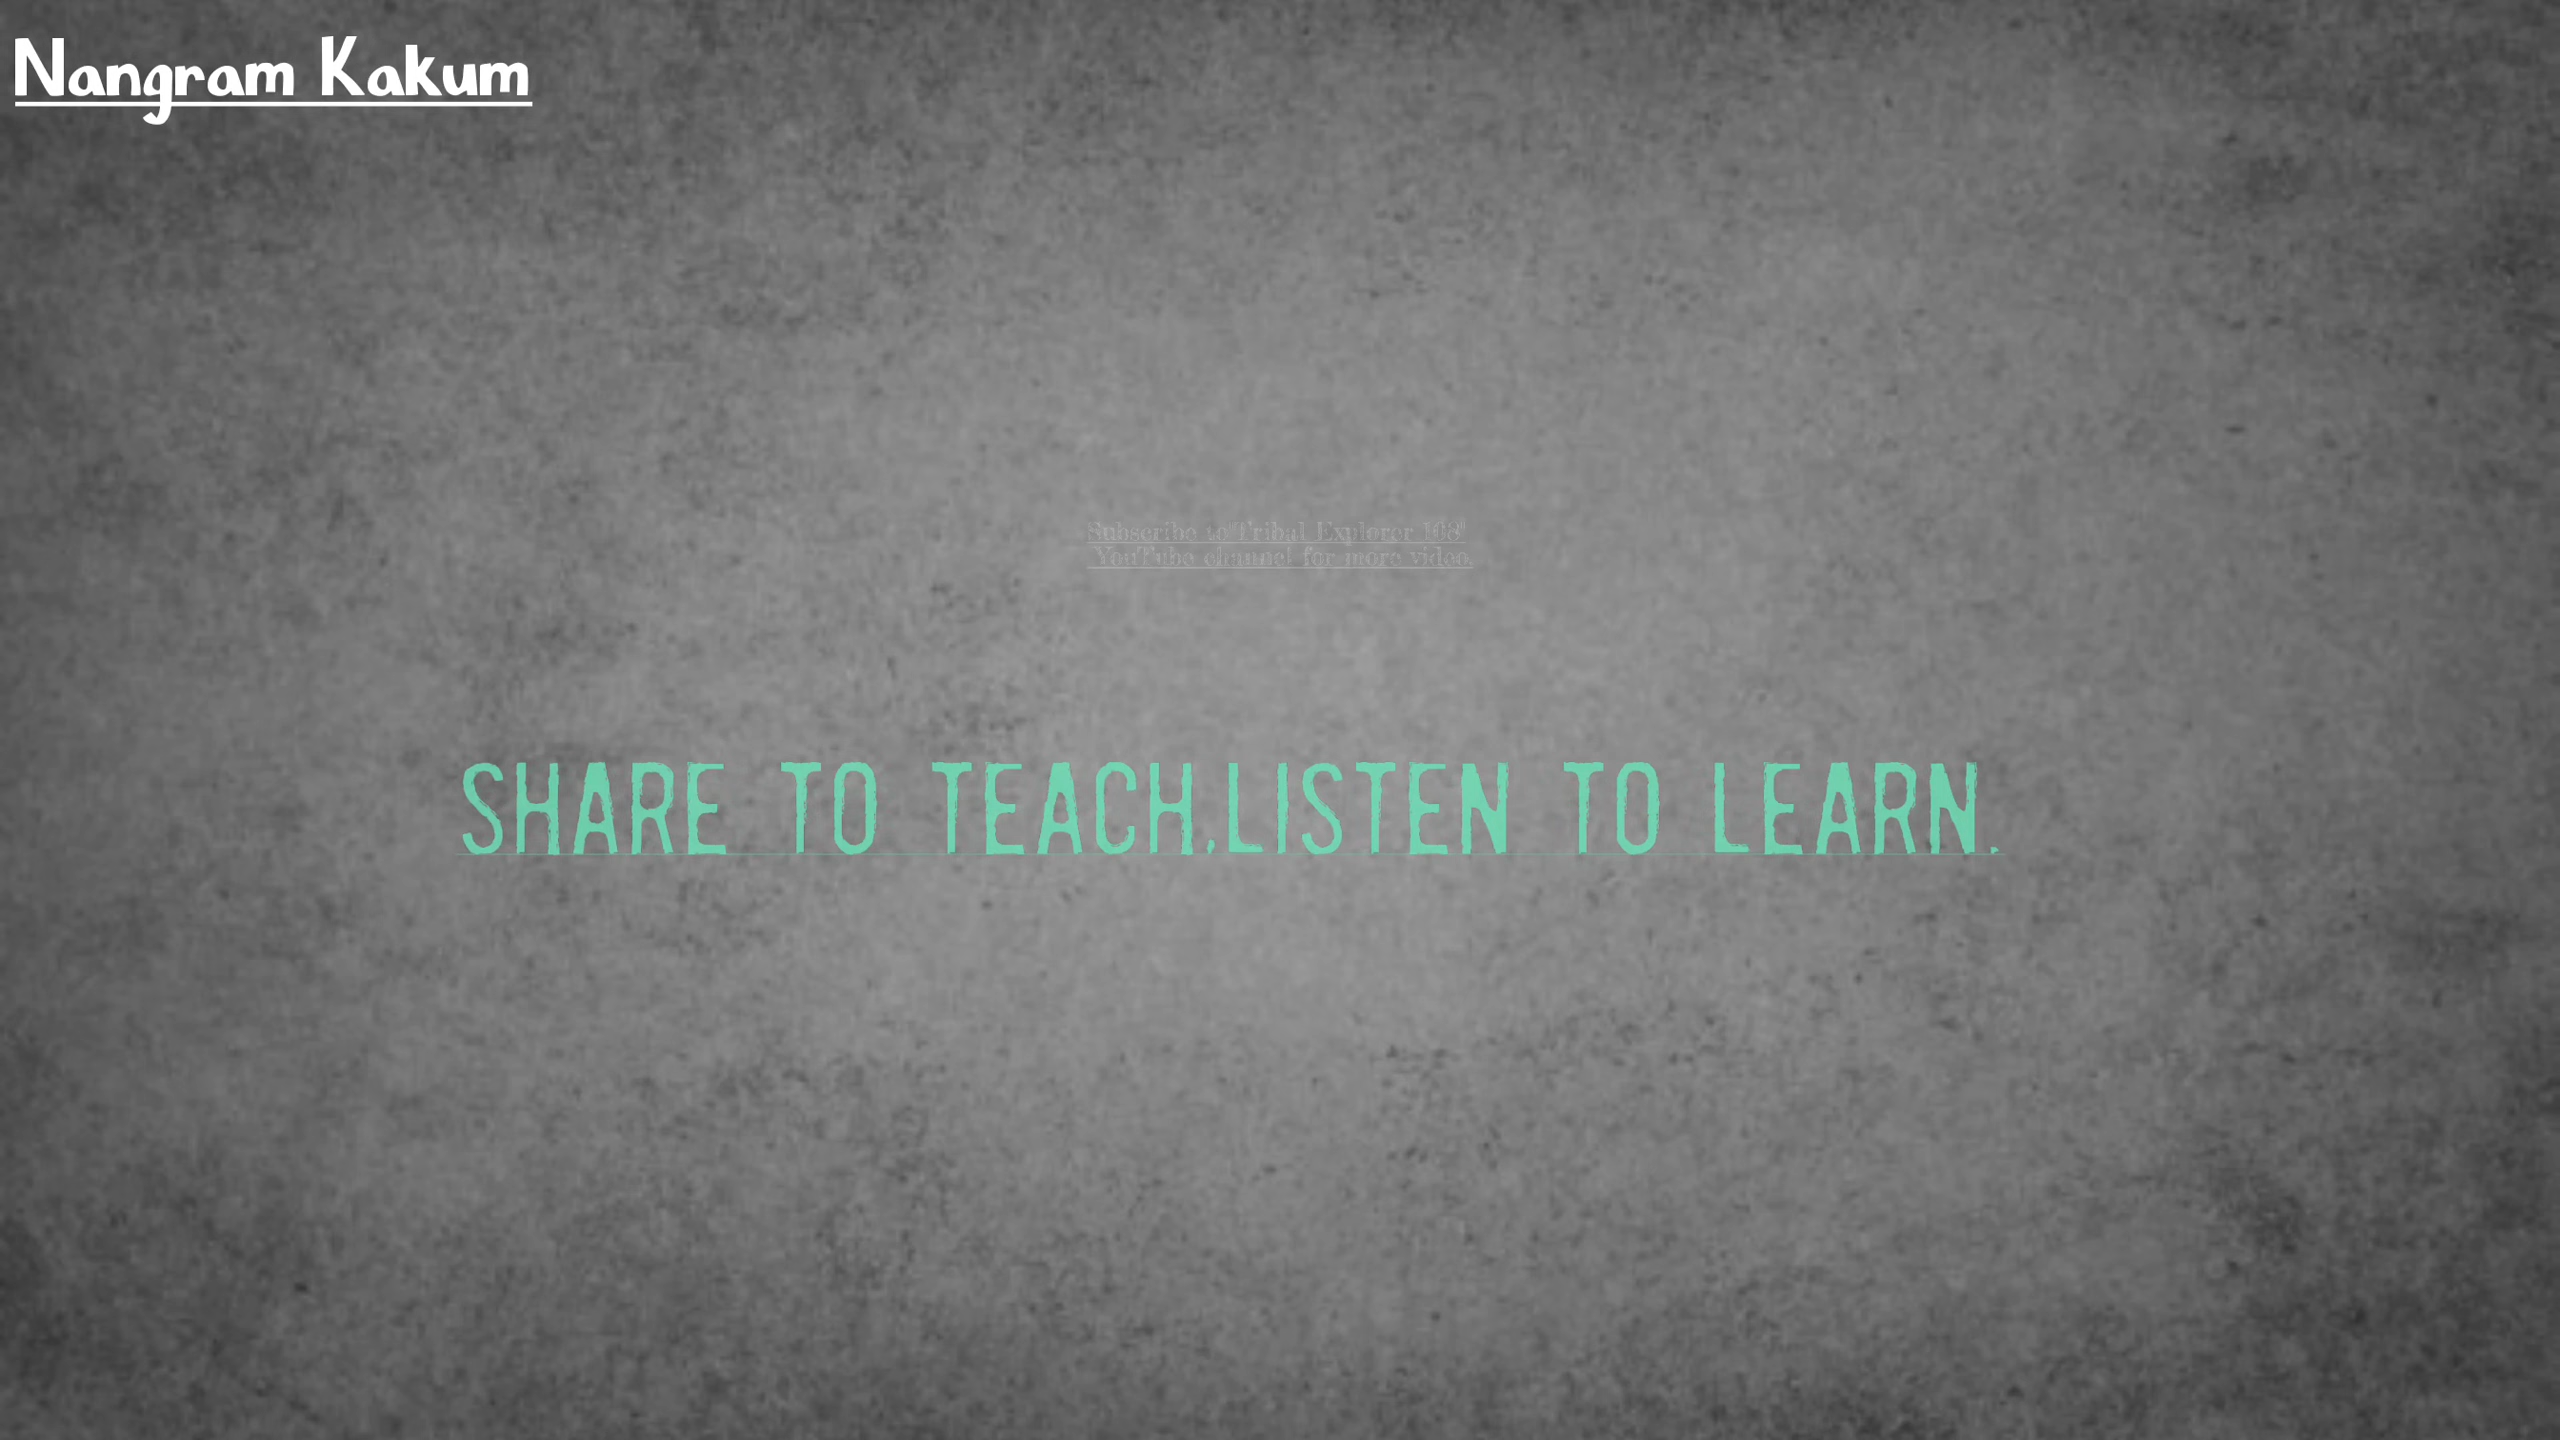 Nangram Kakum
Subscribe to"Tribal Explorer 108"
YouTube channel for more video.
SHARE TO TEACH,LISTEN TO LEARN.